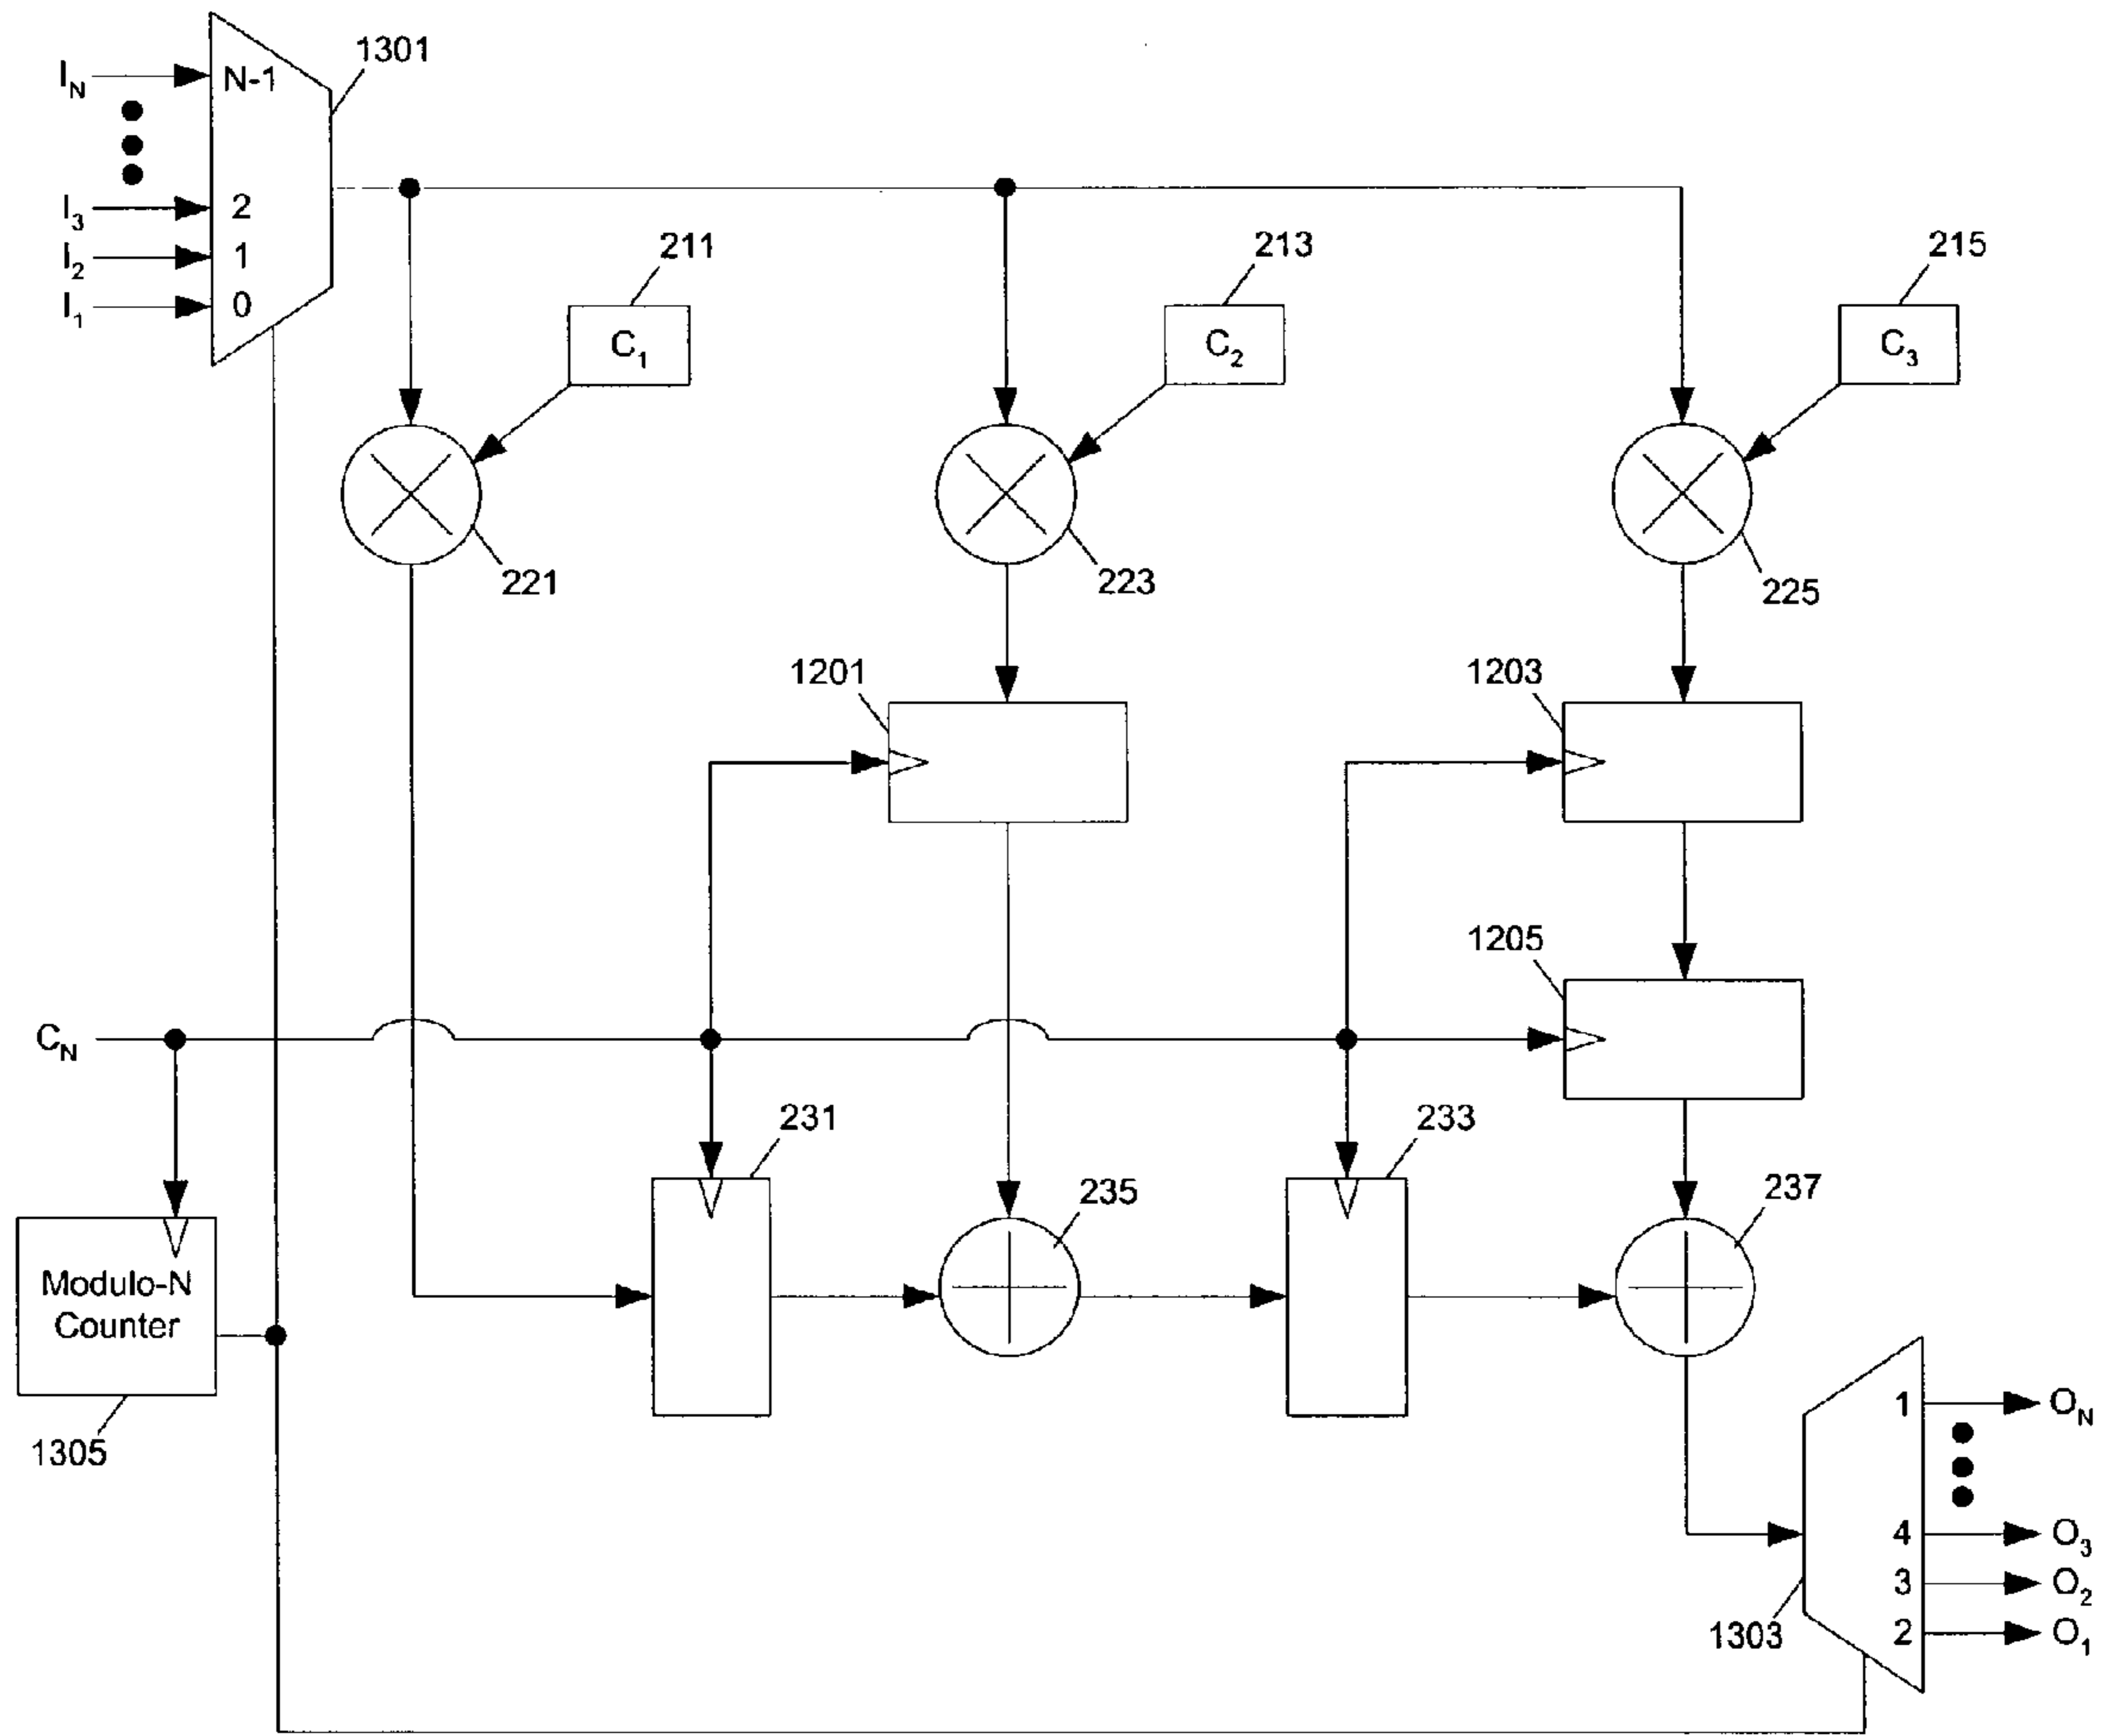 1301
I_N
N-1
I_3
2
I_2
1
I_1
0
211
C_1
213
C_2
215
C_3
221
223
225
1201
1203
1205
C_N
231
233
235
237
Modulo-N
Counter
1305
1
O_N
4
O_3
3
O_2
2
O_1
1303